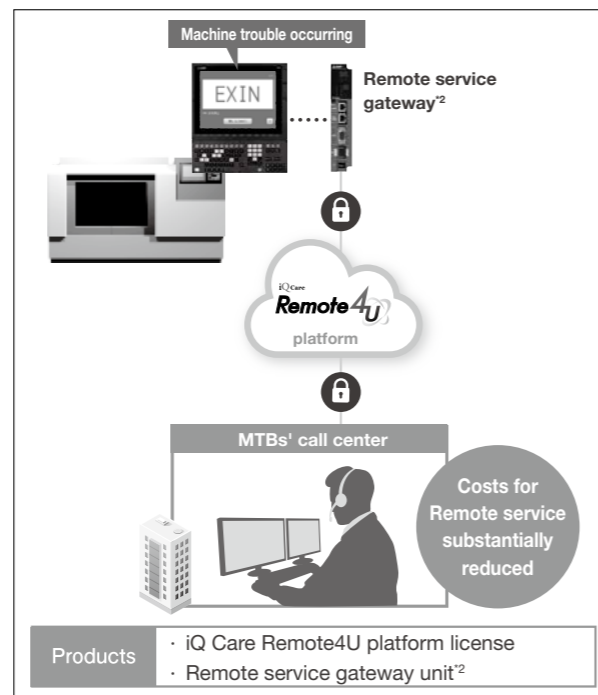 Machine trouble occurring
EXIN
Remote service
gateway*2
iQ Care
Remote4U
platform
MTBs' call center
Costs for
Remote service
substantially
reduced
Products
· iQ Care Remote4U platform license
· Remote service gateway unit*2